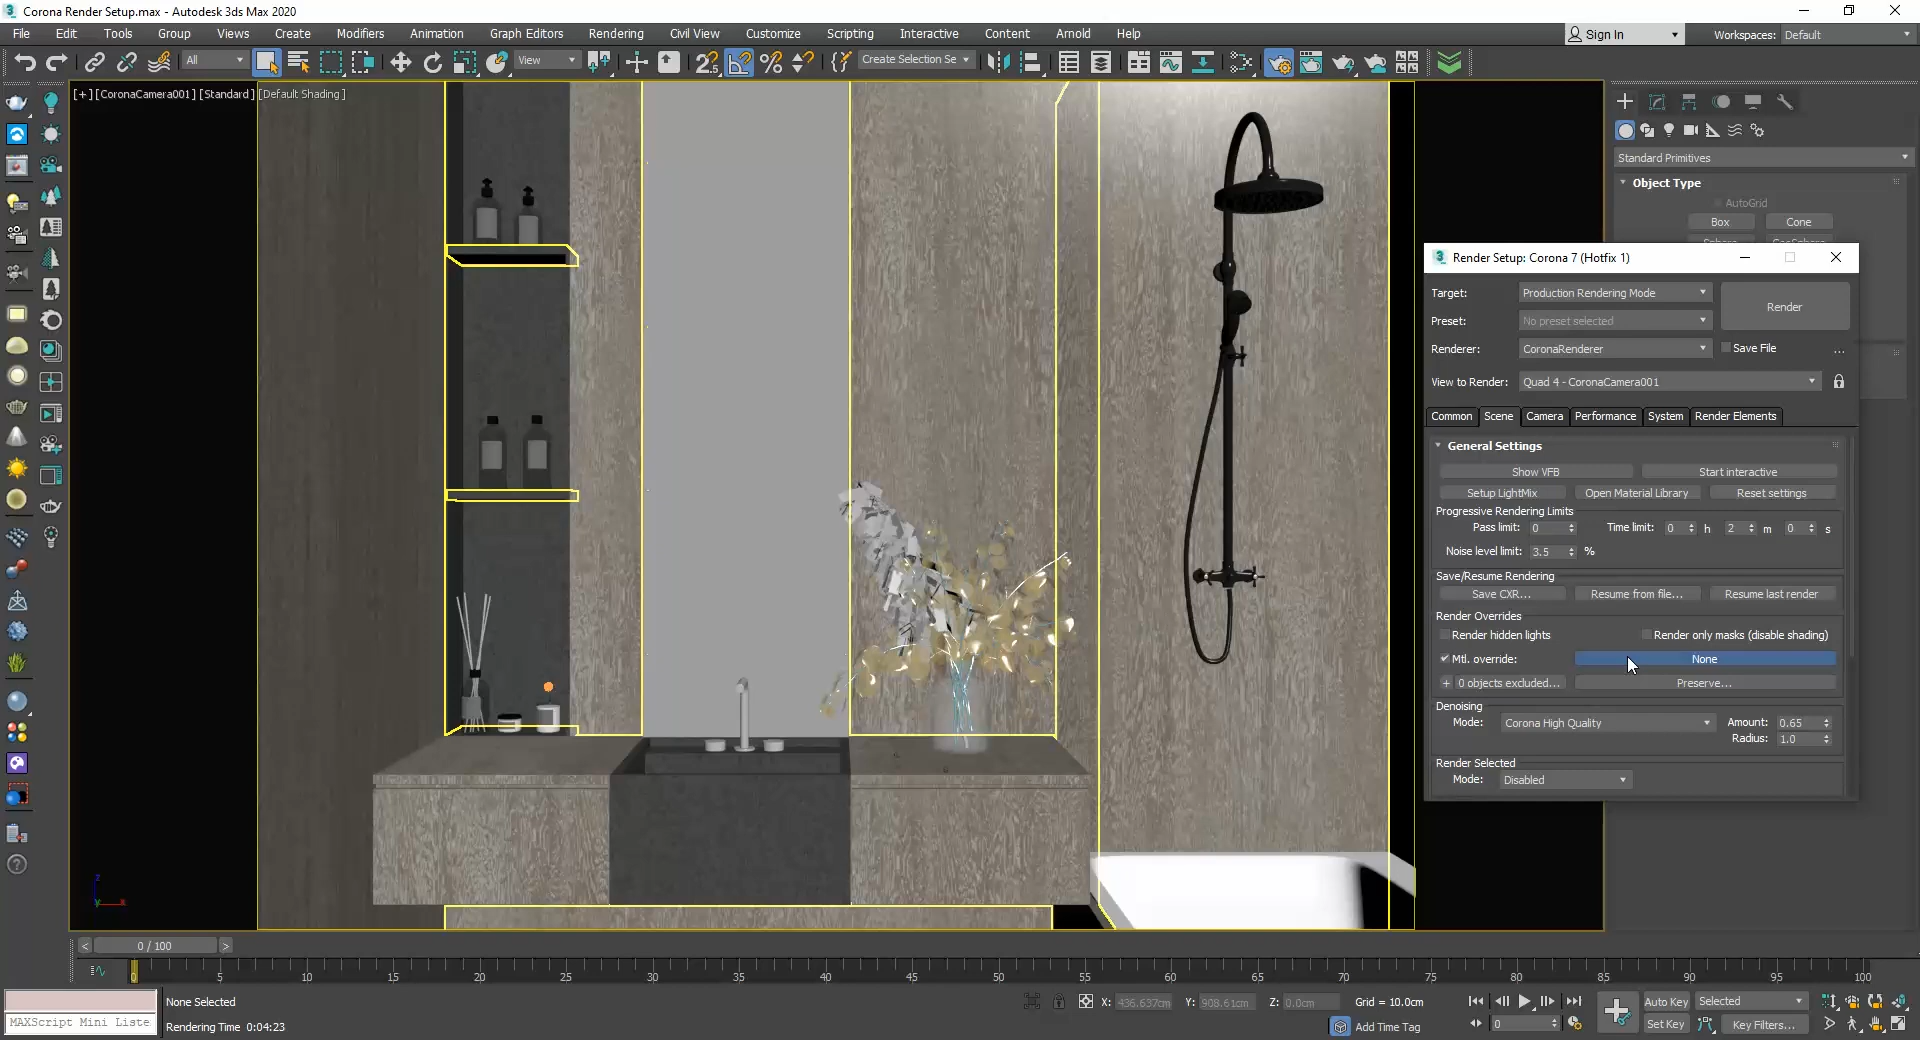 Corona Render Setup.max - Autodesk 3ds Max 2020
File Edit Tools Group Views Create Modifiers Animation Graph Editors Rendering Civil View Customize Scripting Interactive Content Arnold Help
Sign In
Workspaces: Default
All
View
Create Selection Se
[+] [CoronaCamera001] [Standard] [Default Shading]
Standard Primitives
Object Type
AutoGrid
Box Cone
Render Setup: Corona 7 (Hotfix 1)
Target: Production Rendering Mode
Render
Preset: No preset selected
Renderer: CoronaRenderer
Save File ...
View to Render: Quad 4 - CoronaCamera001
Common Scene Camera Performance System Render Elements
General Settings
Show VFB Start interactive
Setup LightMix Open Material Library Reset settings
Progressive Rendering Limits
Pass limit: 0 Time limit: 0 h 2 m 0 s
Noise level limit: 3.5 %
Save/Resume Rendering
Save CXR... Resume from file... Resume last render
Render Overrides
Render hidden lights Render only masks (disable shading)
Mtl. override: None
+ 0 objects excluded... Preserve...
Denoising
Mode: Corona High Quality Amount: 0.65
Radius: 1.0
Render Selected
Mode: Disabled
z
y x
< 0 / 100 >
0 5 10 15 20 25 30 35 40 45 50 55 60 65 70 75 80 85 90 95 100
None Selected
X: 436.637cm Y: 908.61cm Z: 0.0cm Grid = 10.0cm
Auto Key Selected
MAXScript Mini Liste
Rendering Time 0:04:23
Add Time Tag
0
Set Key Key Filters...